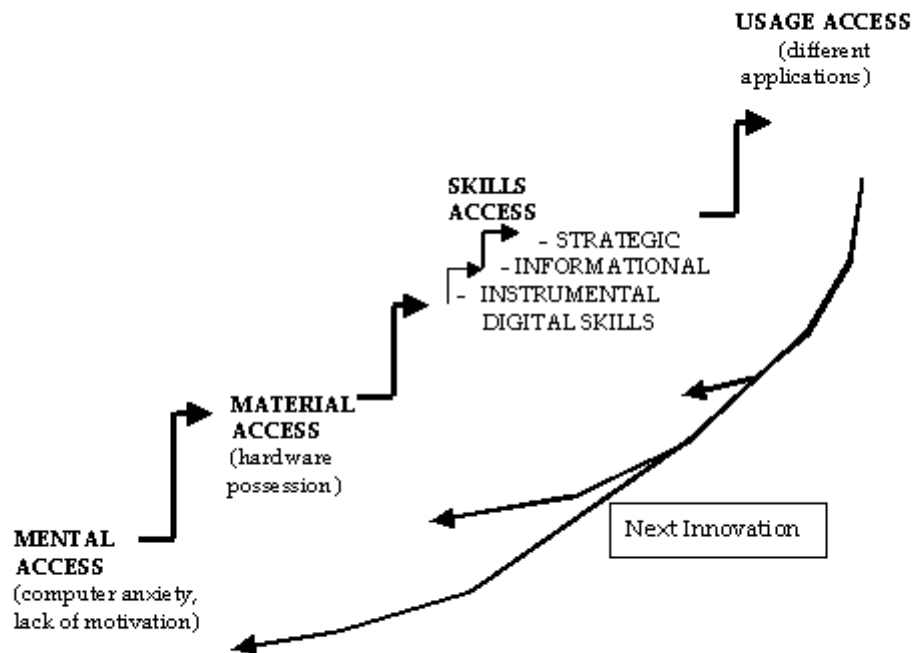 USAGE ACCESS
(different
applications)
SKILLS
ACCESS
- STRATEGIC
- INFORMATIONAL
- INSTRUMENTAL
DIGITAL SKILLS
MATERIAL
ACCESS
(hardware
possession)
Next Innovation
MENTAL
ACCESS
(computer anxiety,
lack of motivation)